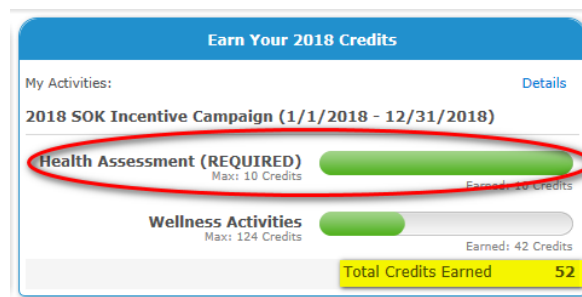 Earn Your 2018 Credits
My Activities: Details
2018 SOK Incentive Campaign (1/1/2018 - 12/31/2018)
Health Assessment (REQUIRED)
Max: 10 Credits
Earned: 10 Credits
Wellness Activities
Max: 124 Credits
Earned: 42 Credits
Total Credits Earned 52